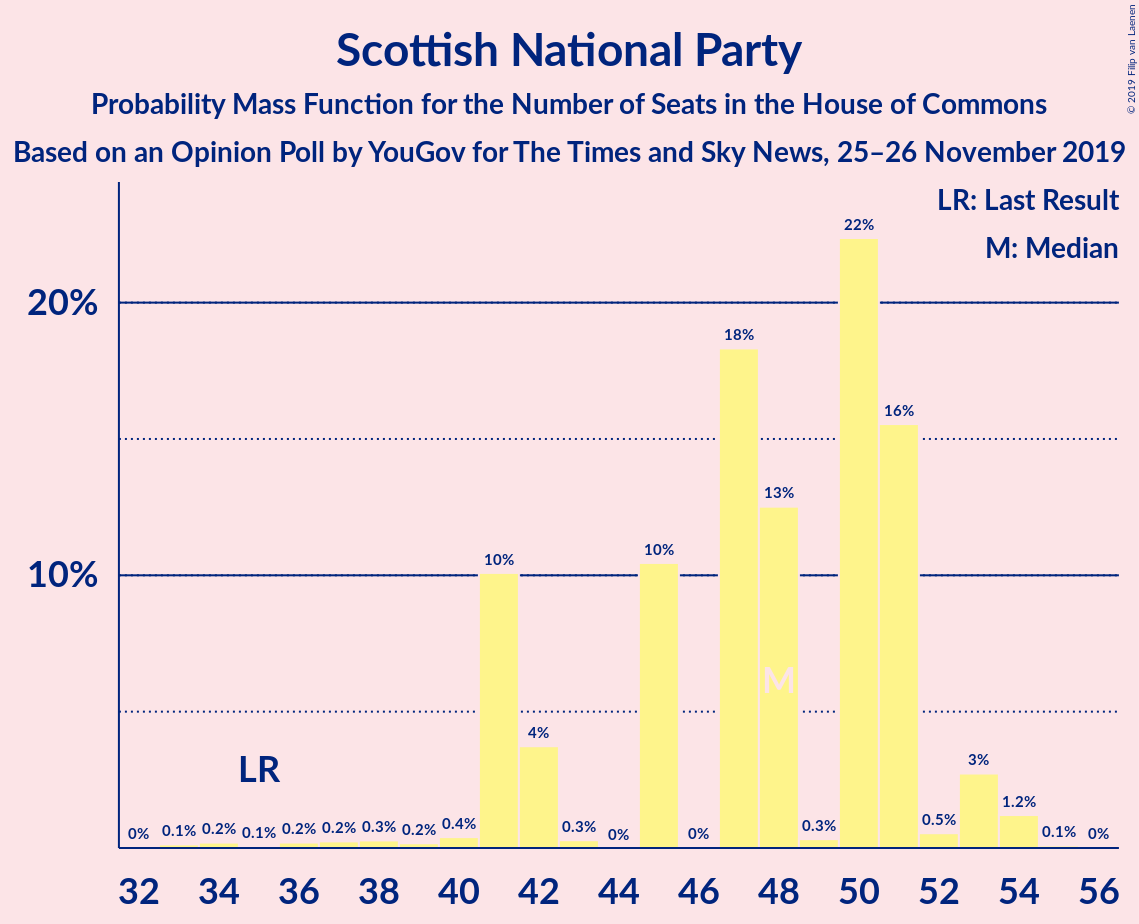 © 2019 Filip van Laenen
Scottish National Party
Probability Mass Function for the Number of Seats in the House of Commons
Based on an Opinion Poll by YouGov for The Times and Sky News, 25–26 November 2019
LR: Last Result
M: Median
20%
10%
0% 0.1% 0.2% 0.1% 0.2% 0.2% 0.3% 0.2% 0.4% 10% 4% 0.3% 0% 10% 0% 18% 13% 0.3% 22% 16% 0.5% 3% 1.2% 0.1% 0%
LR
M
32 34 36 38 40 42 44 46 48 50 52 54 56